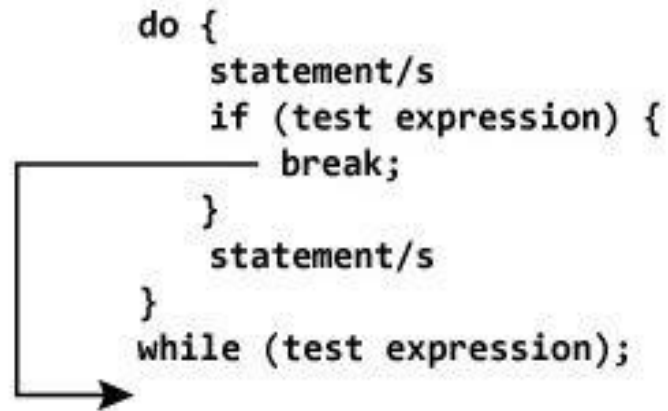 do {
statement/s
if (test expression) {
break;
}
statement/s
}
while (test expression);